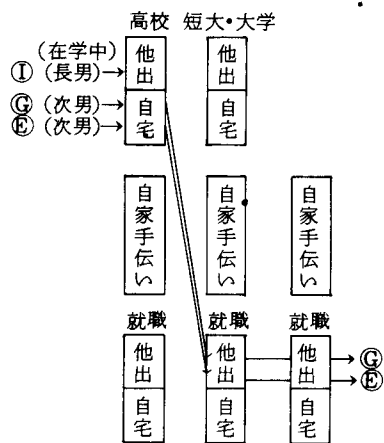 高校 短大・大学
(在学中)
Ⓘ (長男)→ 他出 他出
Ⓖ (次男)→ 自宅 自宅
Ⓔ (次男)→
自家手伝い 自家手伝い 自家手伝い
就職 就職 就職
他出 他出 他出 →Ⓖ
→Ⓔ
自宅 自宅 自宅